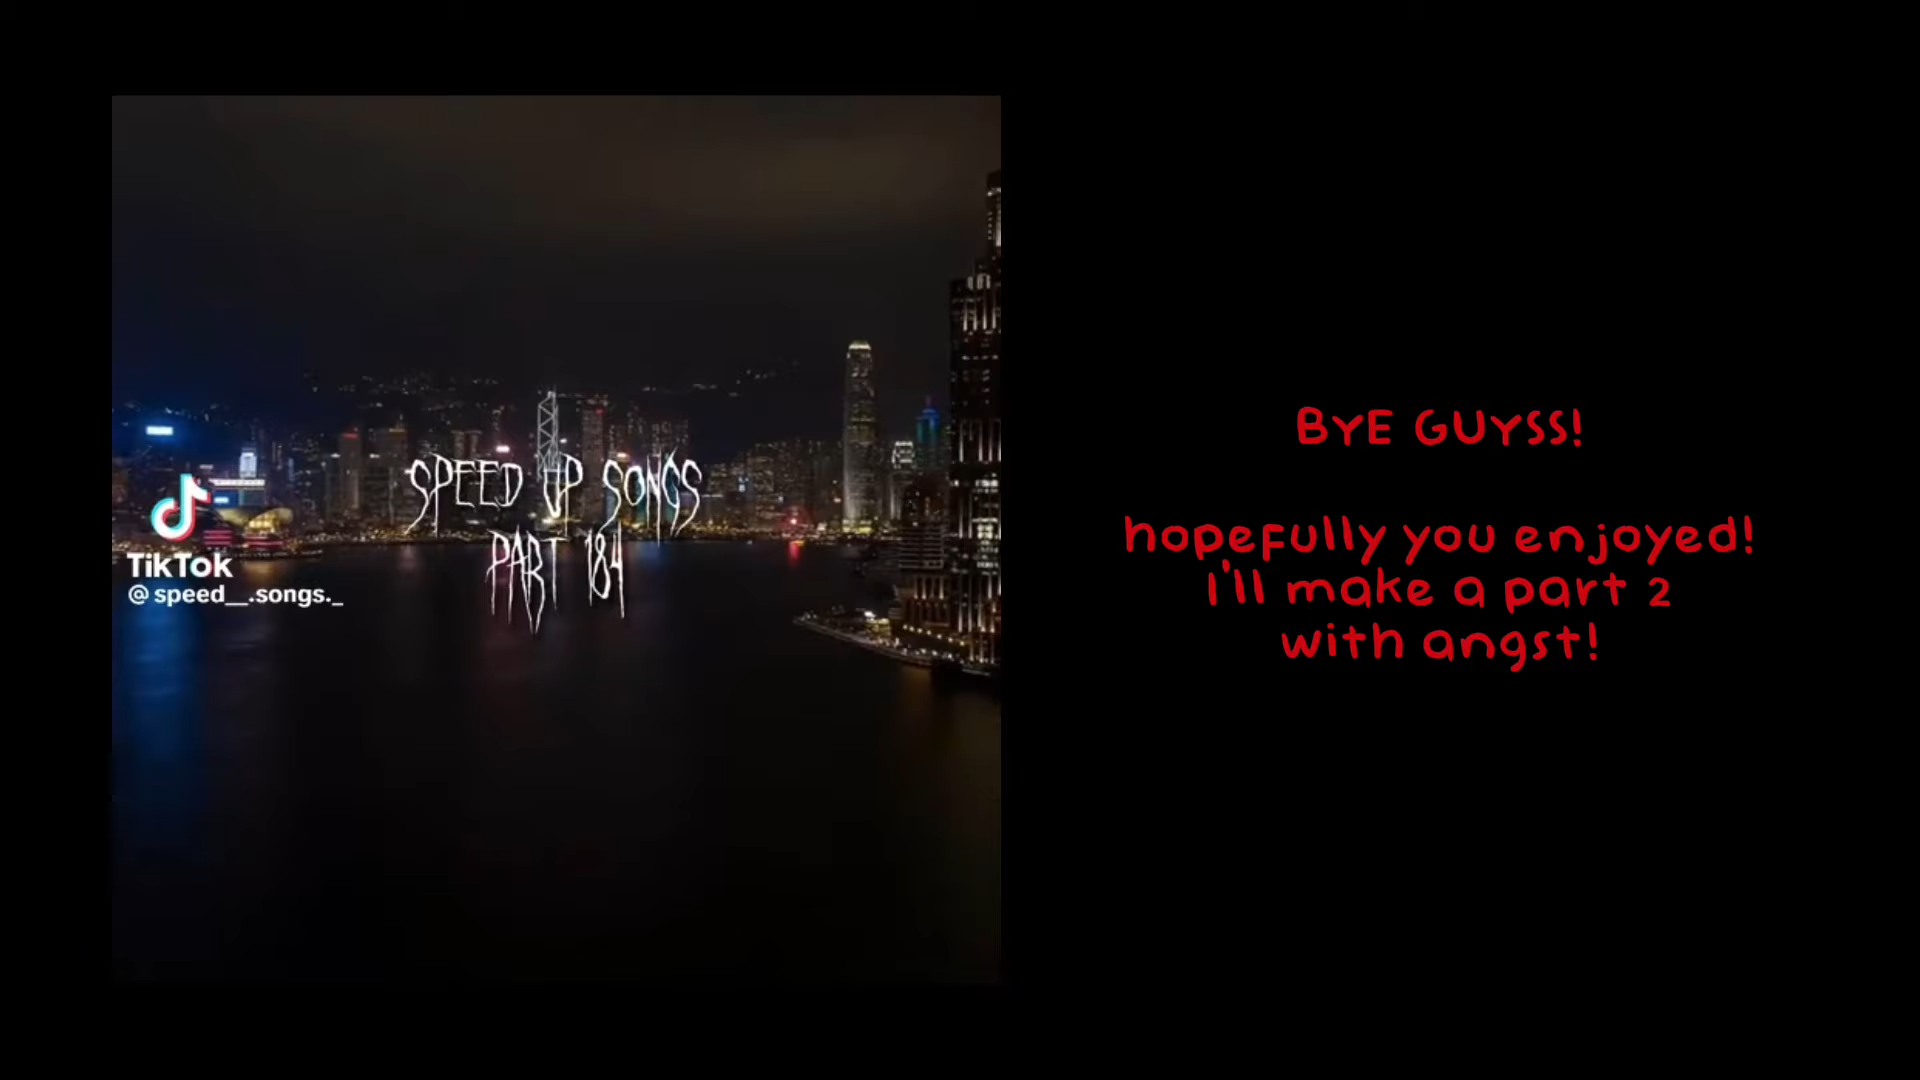 SPEED UP SONGS
PART 184
TikTok
@speed__.songs._
BYE GUYSS!
hopefully you enjoyed!
I'll make a part 2
with angst!